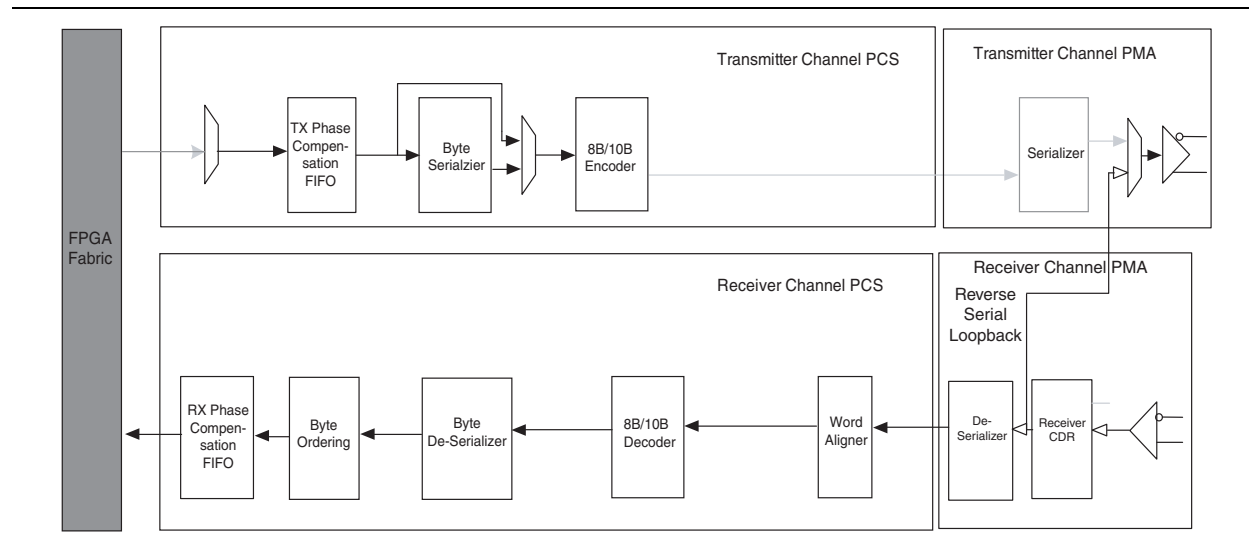 Transmitter Channel PCS
Transmitter Channel PMA
TX Phase
Compen-
sation
FIFO
Byte
Serialzier
8B/10B
Encoder
Serializer
FPGA
Fabric
Receiver Channel PCS
Receiver Channel PMA
Reverse
Serial
Loopback
RX Phase
Compen-
sation
FIFO
Byte
Ordering
Byte
De-Serializer
8B/10B
Decoder
Word
Aligner
De-
Serializer
Receiver
CDR